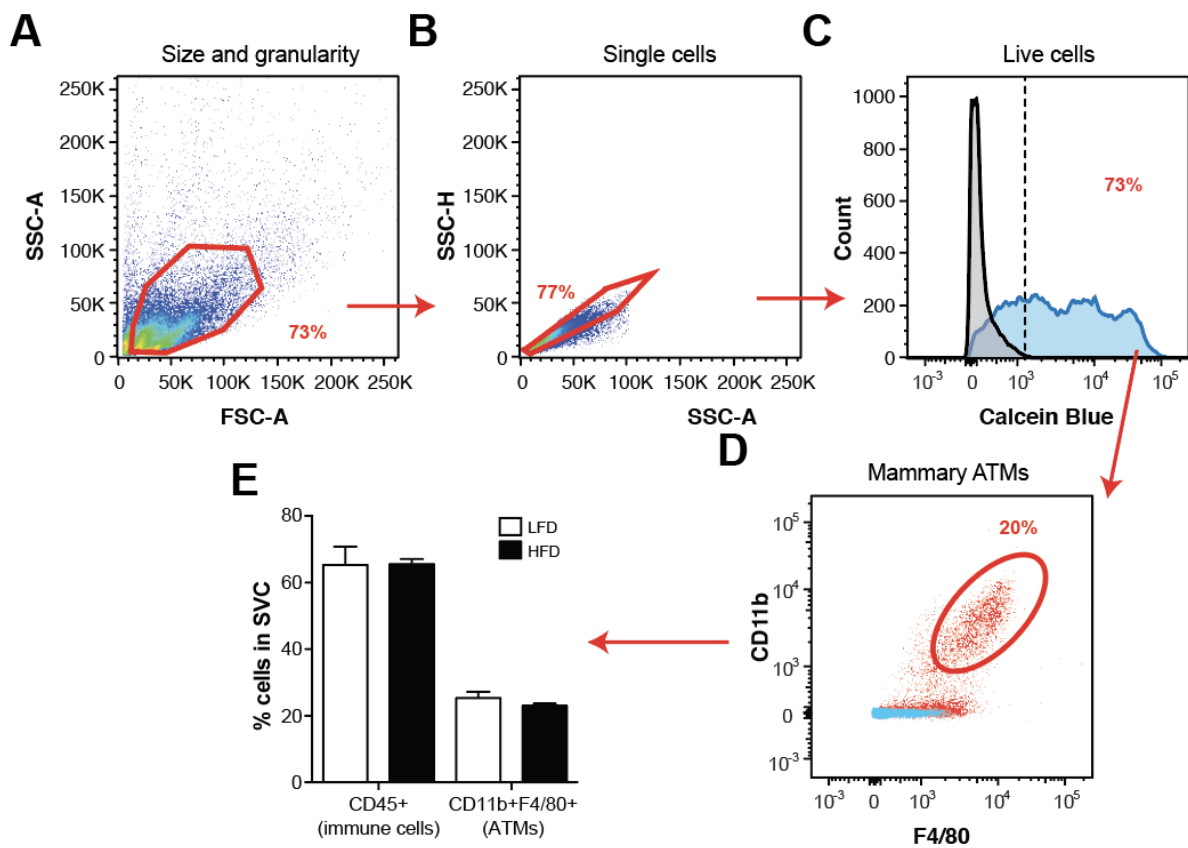 A
Size and granularity
250K
200K
150K
100K
50K
0
SSC-A
73%
0 50K 100K 150K 200K 250K
FSC-A
B
Single cells
250K
200K
150K
100K
50K
0
SSC-H
77%
0 50K 100K 150K 200K 250K
SSC-A
C
Live cells
1000
800
600
400
200
0
Count
73%
-10-3 0 10³ 10⁴ 10⁵
Calcein Blue
D
Mammary ATMs
10⁵
10⁴
10³
0
-10-3
CD11b
20%
-10-3 0 10³ 10⁴ 10⁵
F4/80
E
80
60
40
20
0
% cells in SVC
LFD
HFD
CD45+
(immune cells)
CD11b+F4/80+
(ATMs)